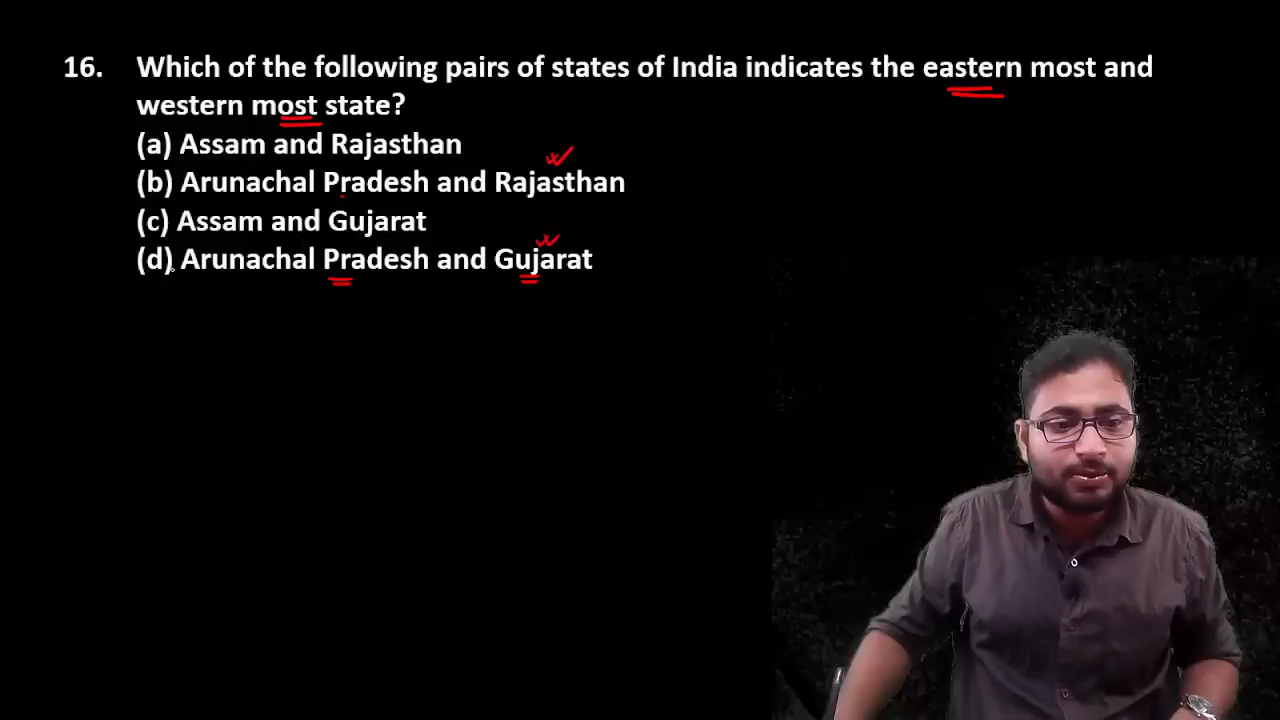 16. Which of the following pairs of states of India indicates the eastern most and
western most state?
(a) Assam and Rajasthan
(b) Arunachal Pradesh and Rajasthan
(c) Assam and Gujarat
(d) Arunachal Pradesh and Gujarat